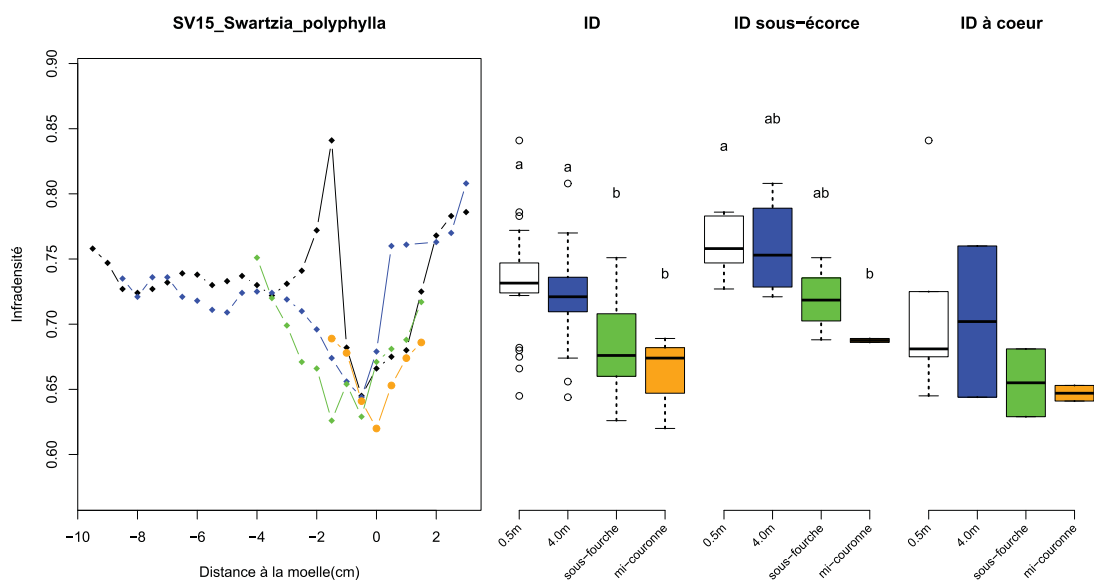 SV15_Swartzia_polyphylla
ID
ID sous−écorce
ID à coeur
0.90
0.85
0.80
0.75
0.70
0.65
0.60
Infradensité
−10
−8
−6
−4
−2
0
2
Distance à la moelle(cm)
a
a
b
b
a
ab
ab
b
0.5m
4.0m
sous−fourche
mi−couronne
0.5m
4.0m
sous−fourche
mi−couronne
0.5m
4.0m
sous−fourche
mi−couronne